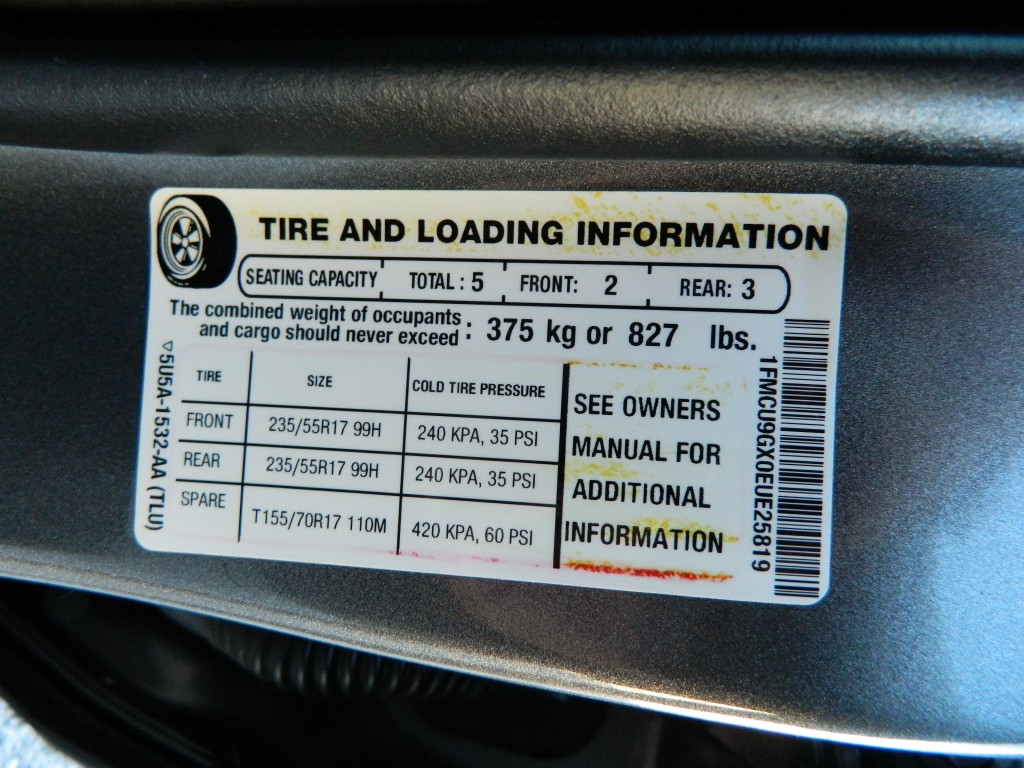 TIRE AND LOADING INFORMATION
SEATING CAPACITY TOTAL : 5 FRONT: 2 REAR: 3
The combined weight of occupants
and cargo should never exceed : 375 kg or 827 lbs.
TIRE SIZE COLD TIRE PRESSURE
FRONT 235/55R17 99H 240 KPA, 35 PSI
REAR 235/55R17 99H 240 KPA, 35 PSI
SPARE T155/70R17 110M 420 KPA, 60 PSI
SEE OWNERS
MANUAL FOR
ADDITIONAL
INFORMATION
▽5U5A-1532-AA (TLU)
1FMCU9GX0EUE25819